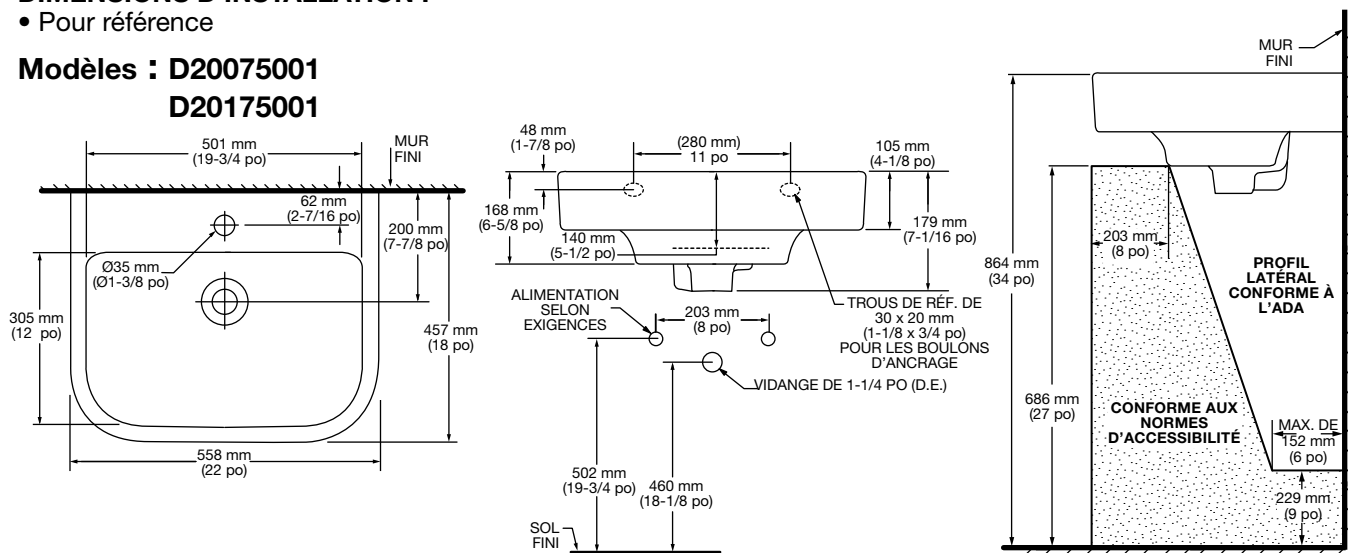 DIMENSIONS D'INSTALLATION :
• Pour référence
Modèles : D20075001
D20175001
501 mm
(19-3/4 po)
MUR
FINI
62 mm
(2-7/16 po)
200 mm
(7-7/8 po)
Ø35 mm
(Ø1-3/8 po)
305 mm
(12 po)
457 mm
(18 po)
558 mm
(22 po)
48 mm
(1-7/8 po)
(280 mm)
11 po
105 mm
(4-1/8 po)
168 mm
(6-5/8 po)
179 mm
(7-1/16 po)
140 mm
(5-1/2 po)
ALIMENTATION
SELON
EXIGENCES
203 mm
(8 po)
TROUS DE RÉF. DE
30 x 20 mm
(1-1/8 x 3/4 po)
POUR LES BOULONS
D'ANCRAGE
VIDANGE DE 1-1/4 PO (D.E.)
502 mm
(19-3/4 po)
460 mm
(18-1/8 po)
SOL
FINI
MUR
FINI
203 mm
(8 po)
864 mm
(34 po)
PROFIL
LATÉRAL
CONFORME À
L'ADA
686 mm
(27 po)
CONFORME AUX
NORMES
D'ACCESSIBILITÉ
MAX. DE
152 mm
(6 po)
229 mm
(9 po)